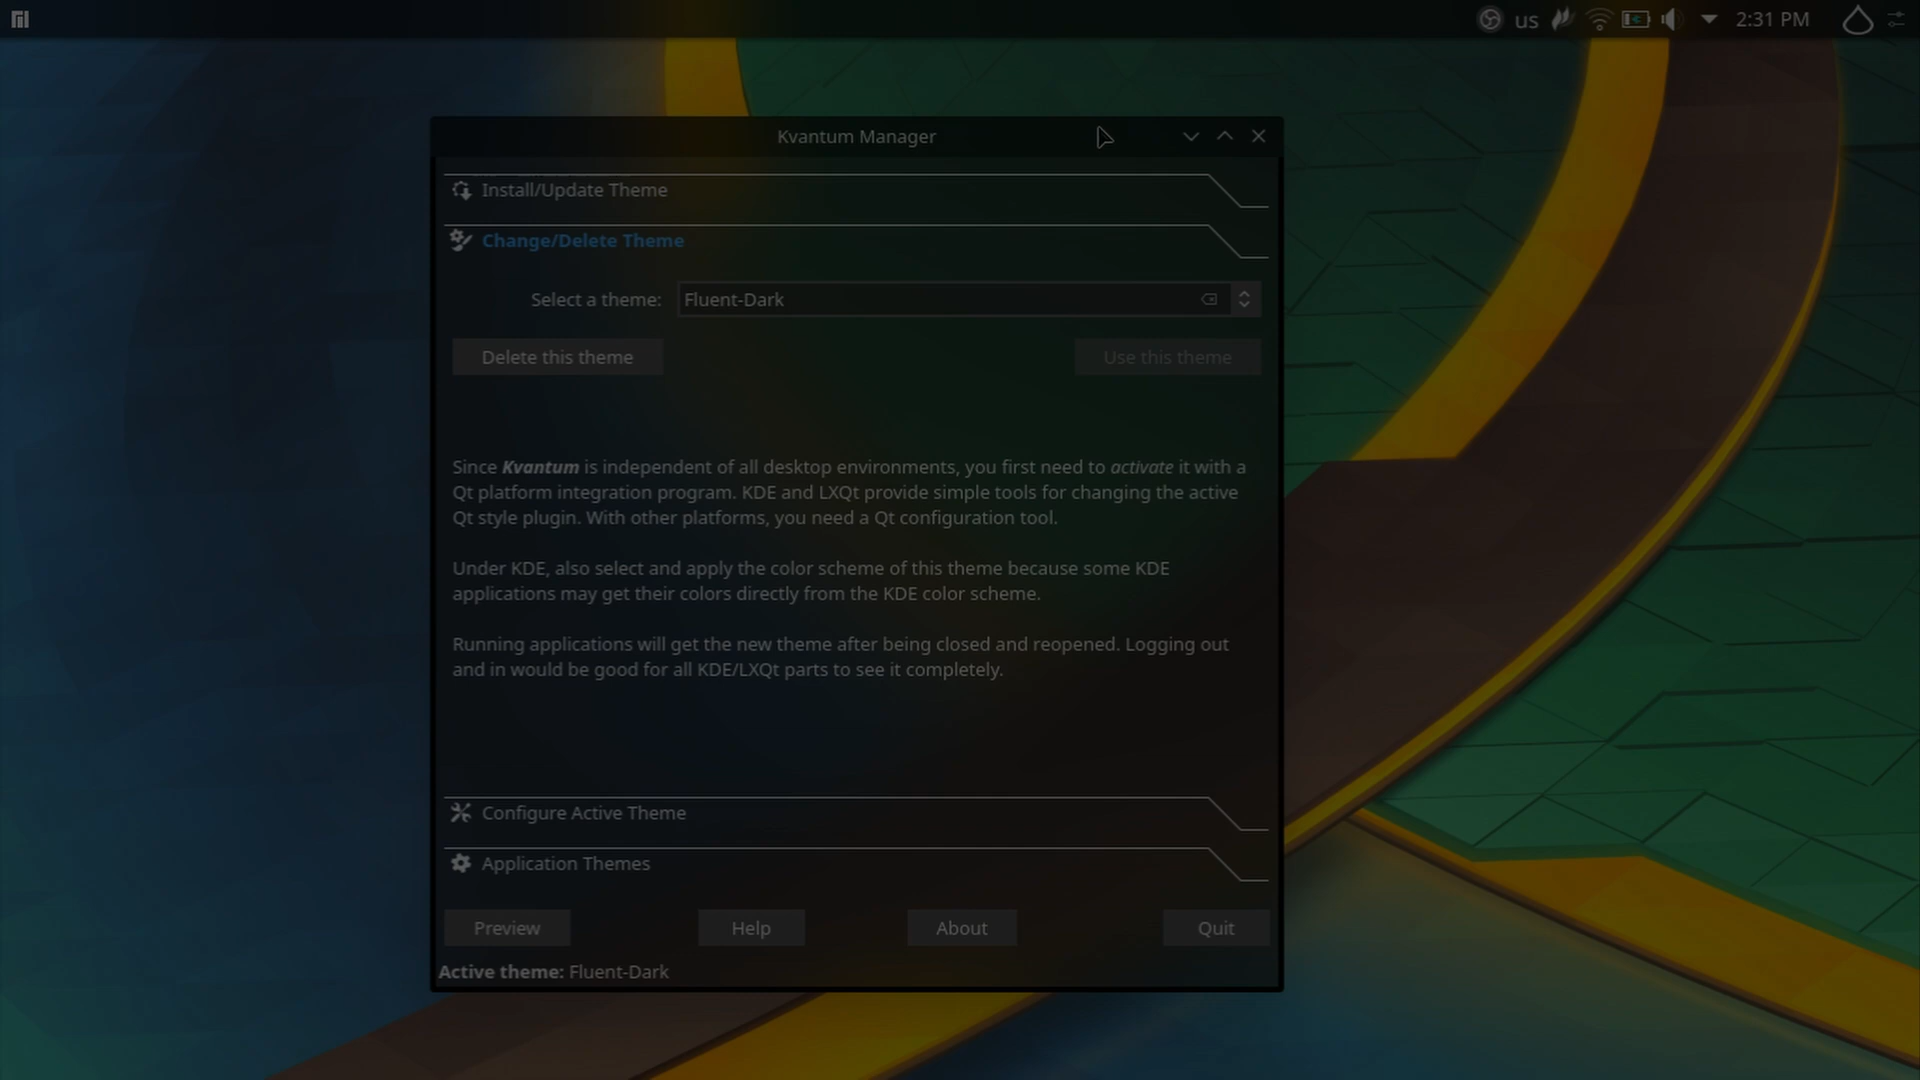 us 2:31 PM
Kvantum Manager
Install/Update Theme
Change/Delete Theme
Select a theme: Fluent-Dark
Delete this theme Use this theme
Since Kvantum is independent of all desktop environments, you first need to activate it with a
Qt platform integration program. KDE and LXQt provide simple tools for changing the active
Qt style plugin. With other platforms, you need a Qt configuration tool.
Under KDE, also select and apply the color scheme of this theme because some KDE
applications may get their colors directly from the KDE color scheme.
Running applications will get the new theme after being closed and reopened. Logging out
and in would be good for all KDE/LXQt parts to see it completely.
Configure Active Theme
Application Themes
Preview Help About Quit
Active theme: Fluent-Dark